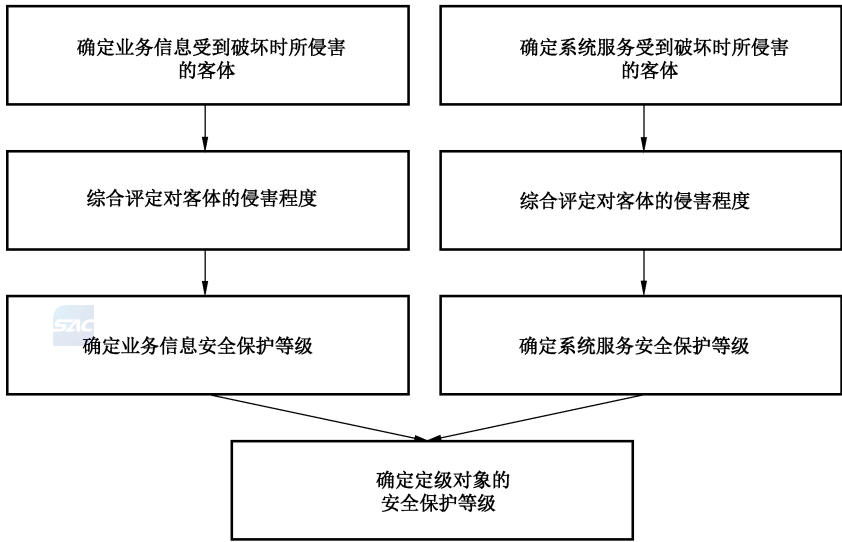 确定业务信息受到破坏时所侵害
的客体
确定系统服务受到破坏时所侵害
的客体
综合评定对客体的侵害程度
综合评定对客体的侵害程度
SAC
确定业务信息安全保护等级
确定系统服务安全保护等级
确定定级对象的
安全保护等级